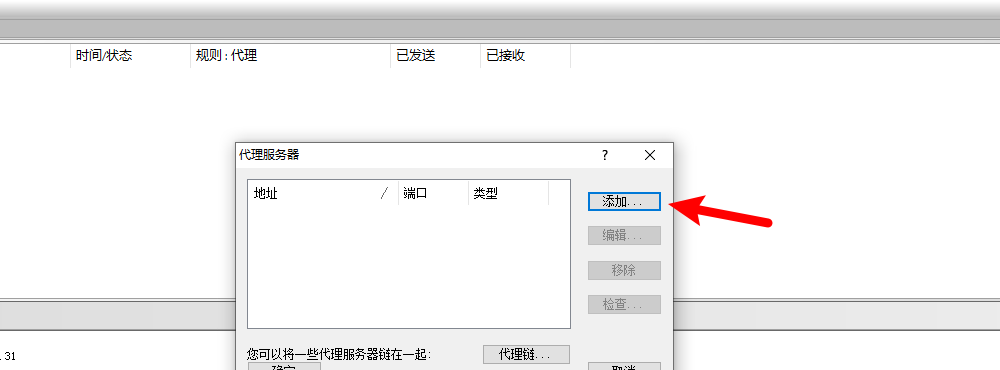 时间/状态 规则 : 代理 已发送 已接收
代理服务器 ?
地址 / 端口 类型
添加...
编辑...
移除
检查...
31
您可以将一些代理服务器链在一起:
代理链...
确定
取消